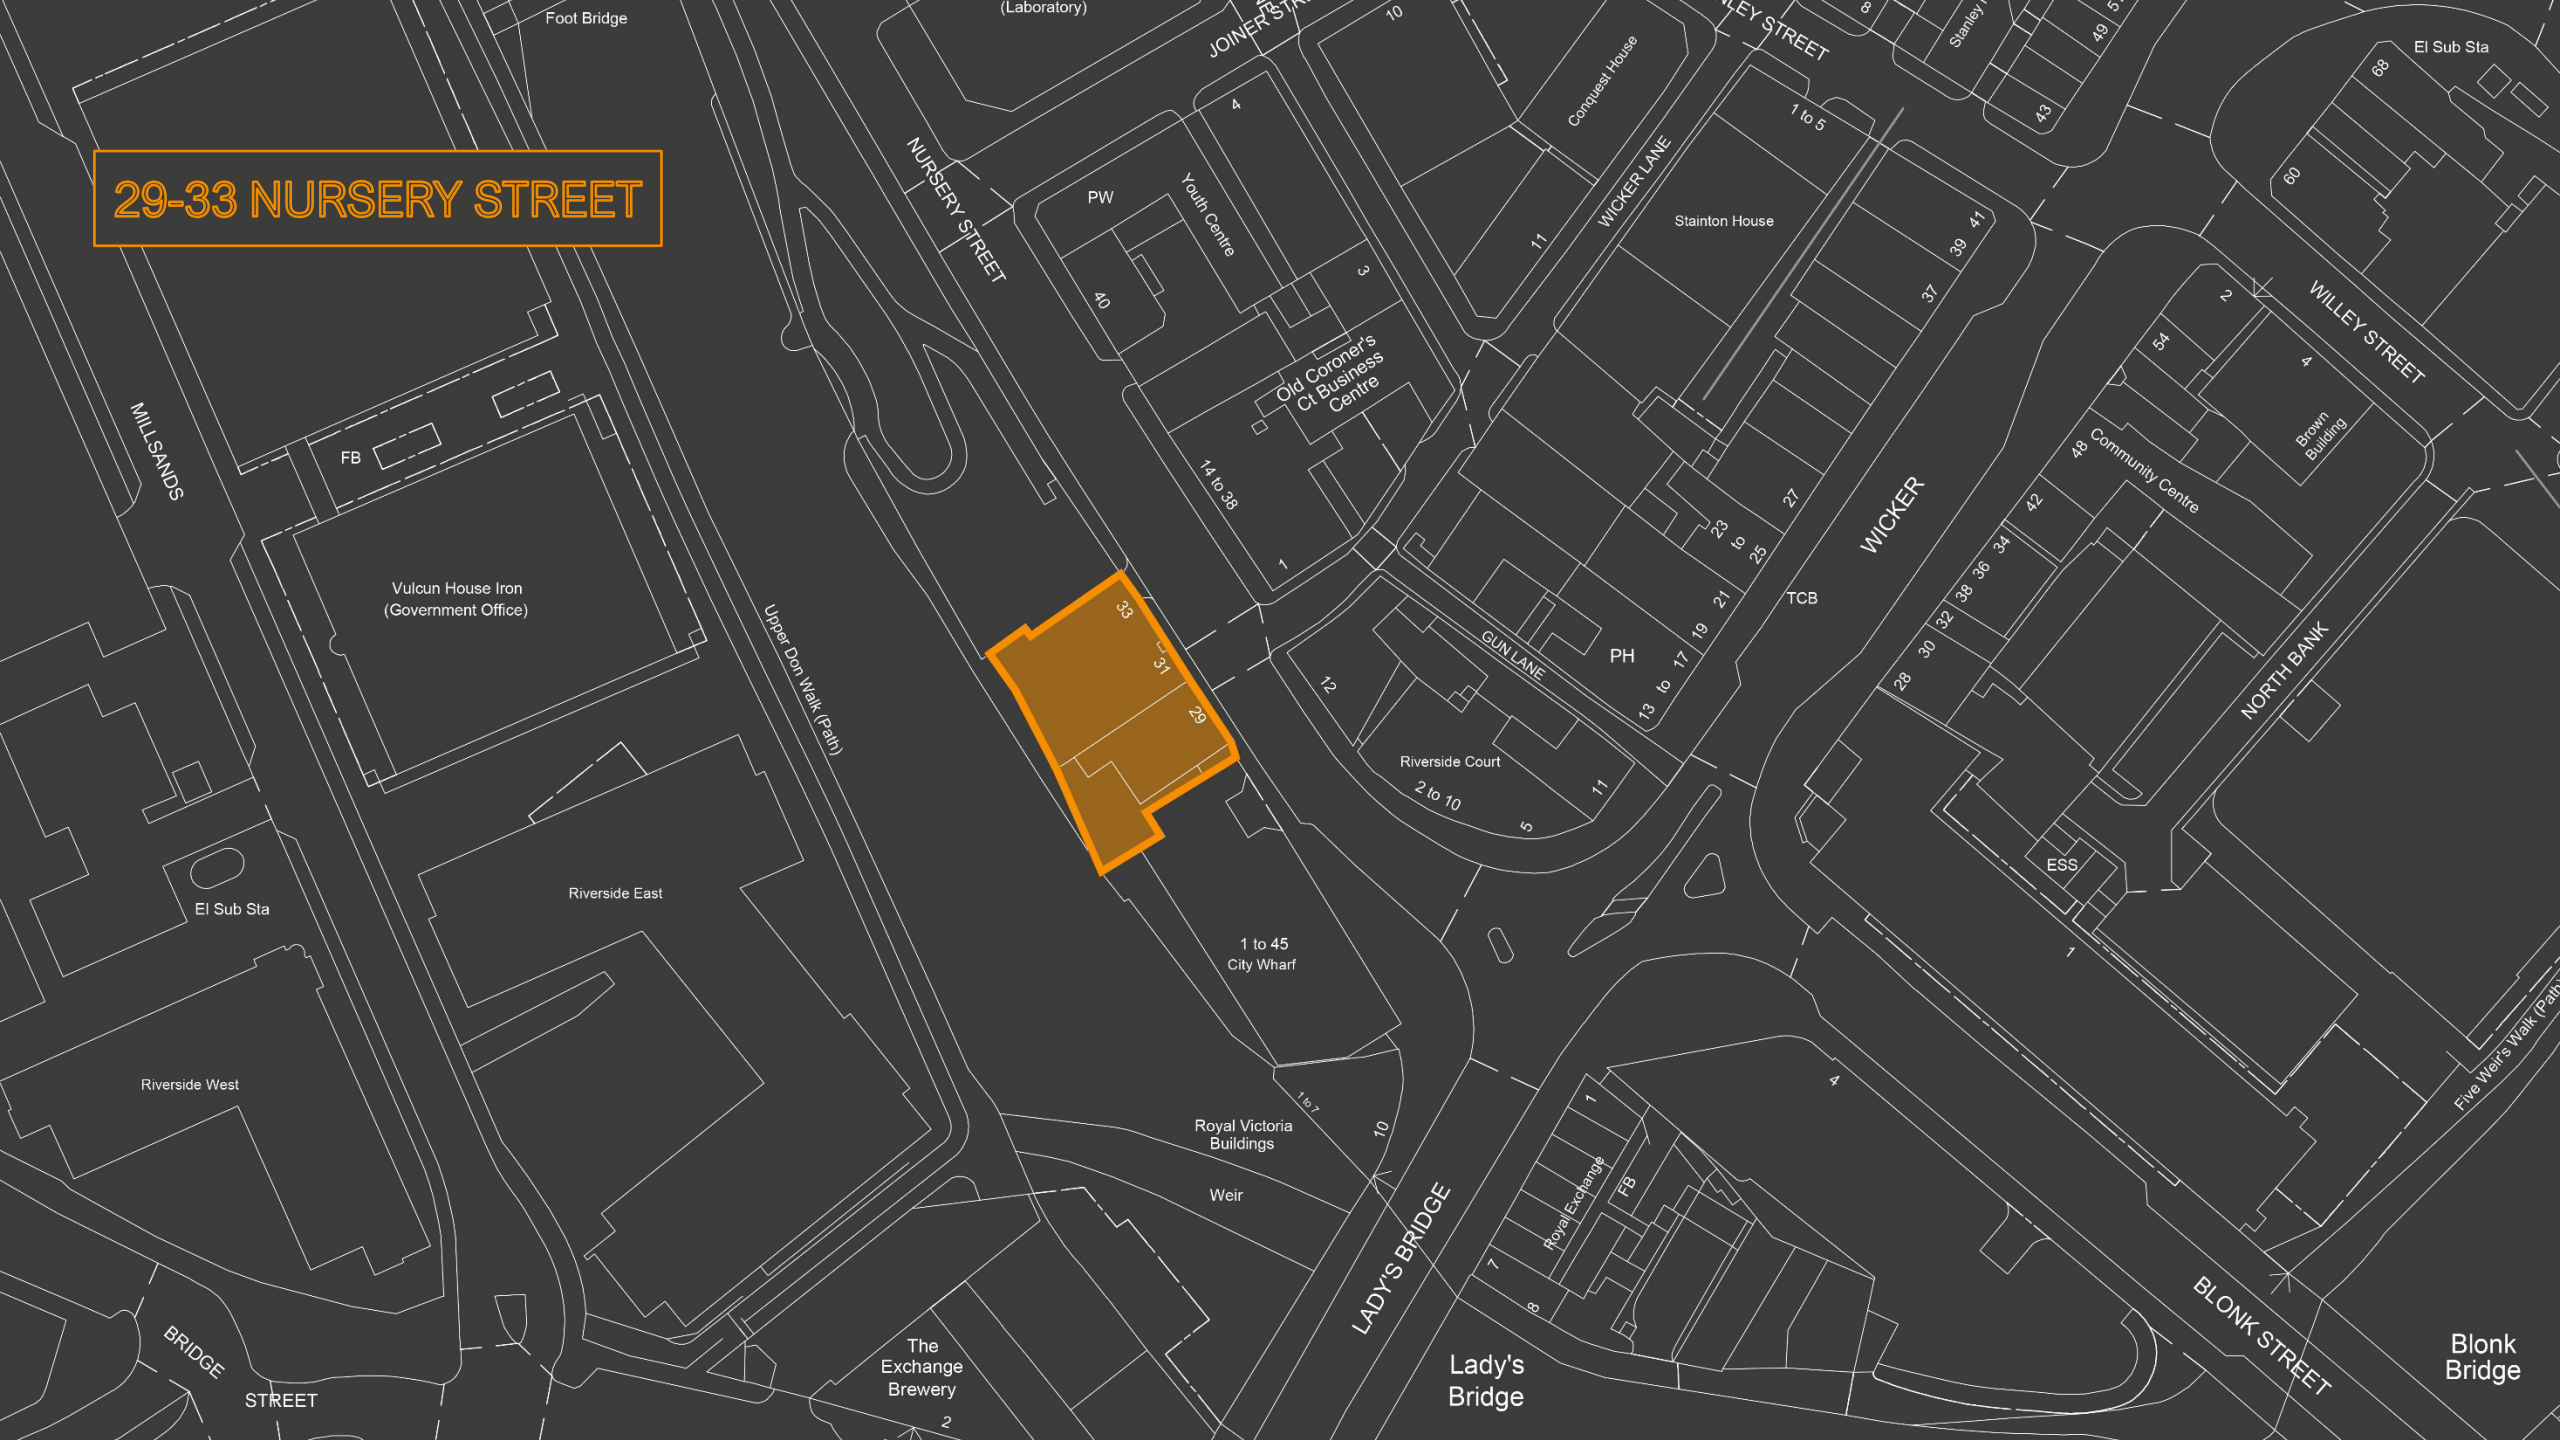 Foot Bridge
(Laboratory)
10
8
49
43
El Sub Sta
68
60
29-33 NURSERY STREET
JOINER
STREET
Conquest House
4
1 to 5
NURSERY STREET
PW
Youth Centre
WICKER LANE
Stainton House
41
39
37
11
40
3
2
WILLEY STREET
54
4
Brown
Building
Old Coroner's
Ct Business
Centre
MILLSANDS
FB
14 to 38
1
48
Community Centre
42
34
36
38
32
30
28
27
23
to
25
WICKER
21
19
17
to
13
TCB
PH
GUN LANE
Vulcun House Iron
(Government Office)
Upper Don Walk (Path)
33
31
29
12
NORTH BANK
Riverside Court
2 to 10
5
11
ESS
El Sub Sta
Riverside East
1 to 45
City Wharf
1
Riverside West
Royal Victoria
Buildings
1 to 7
10
Weir
4
1
Royal Exchange
FB
7
8
LADY'S BRIDGE
Five Weir's Walk (Path)
BRIDGE
STREET
The
Exchange
Brewery
2
Lady's
Bridge
BLONK STREET
Blonk
Bridge